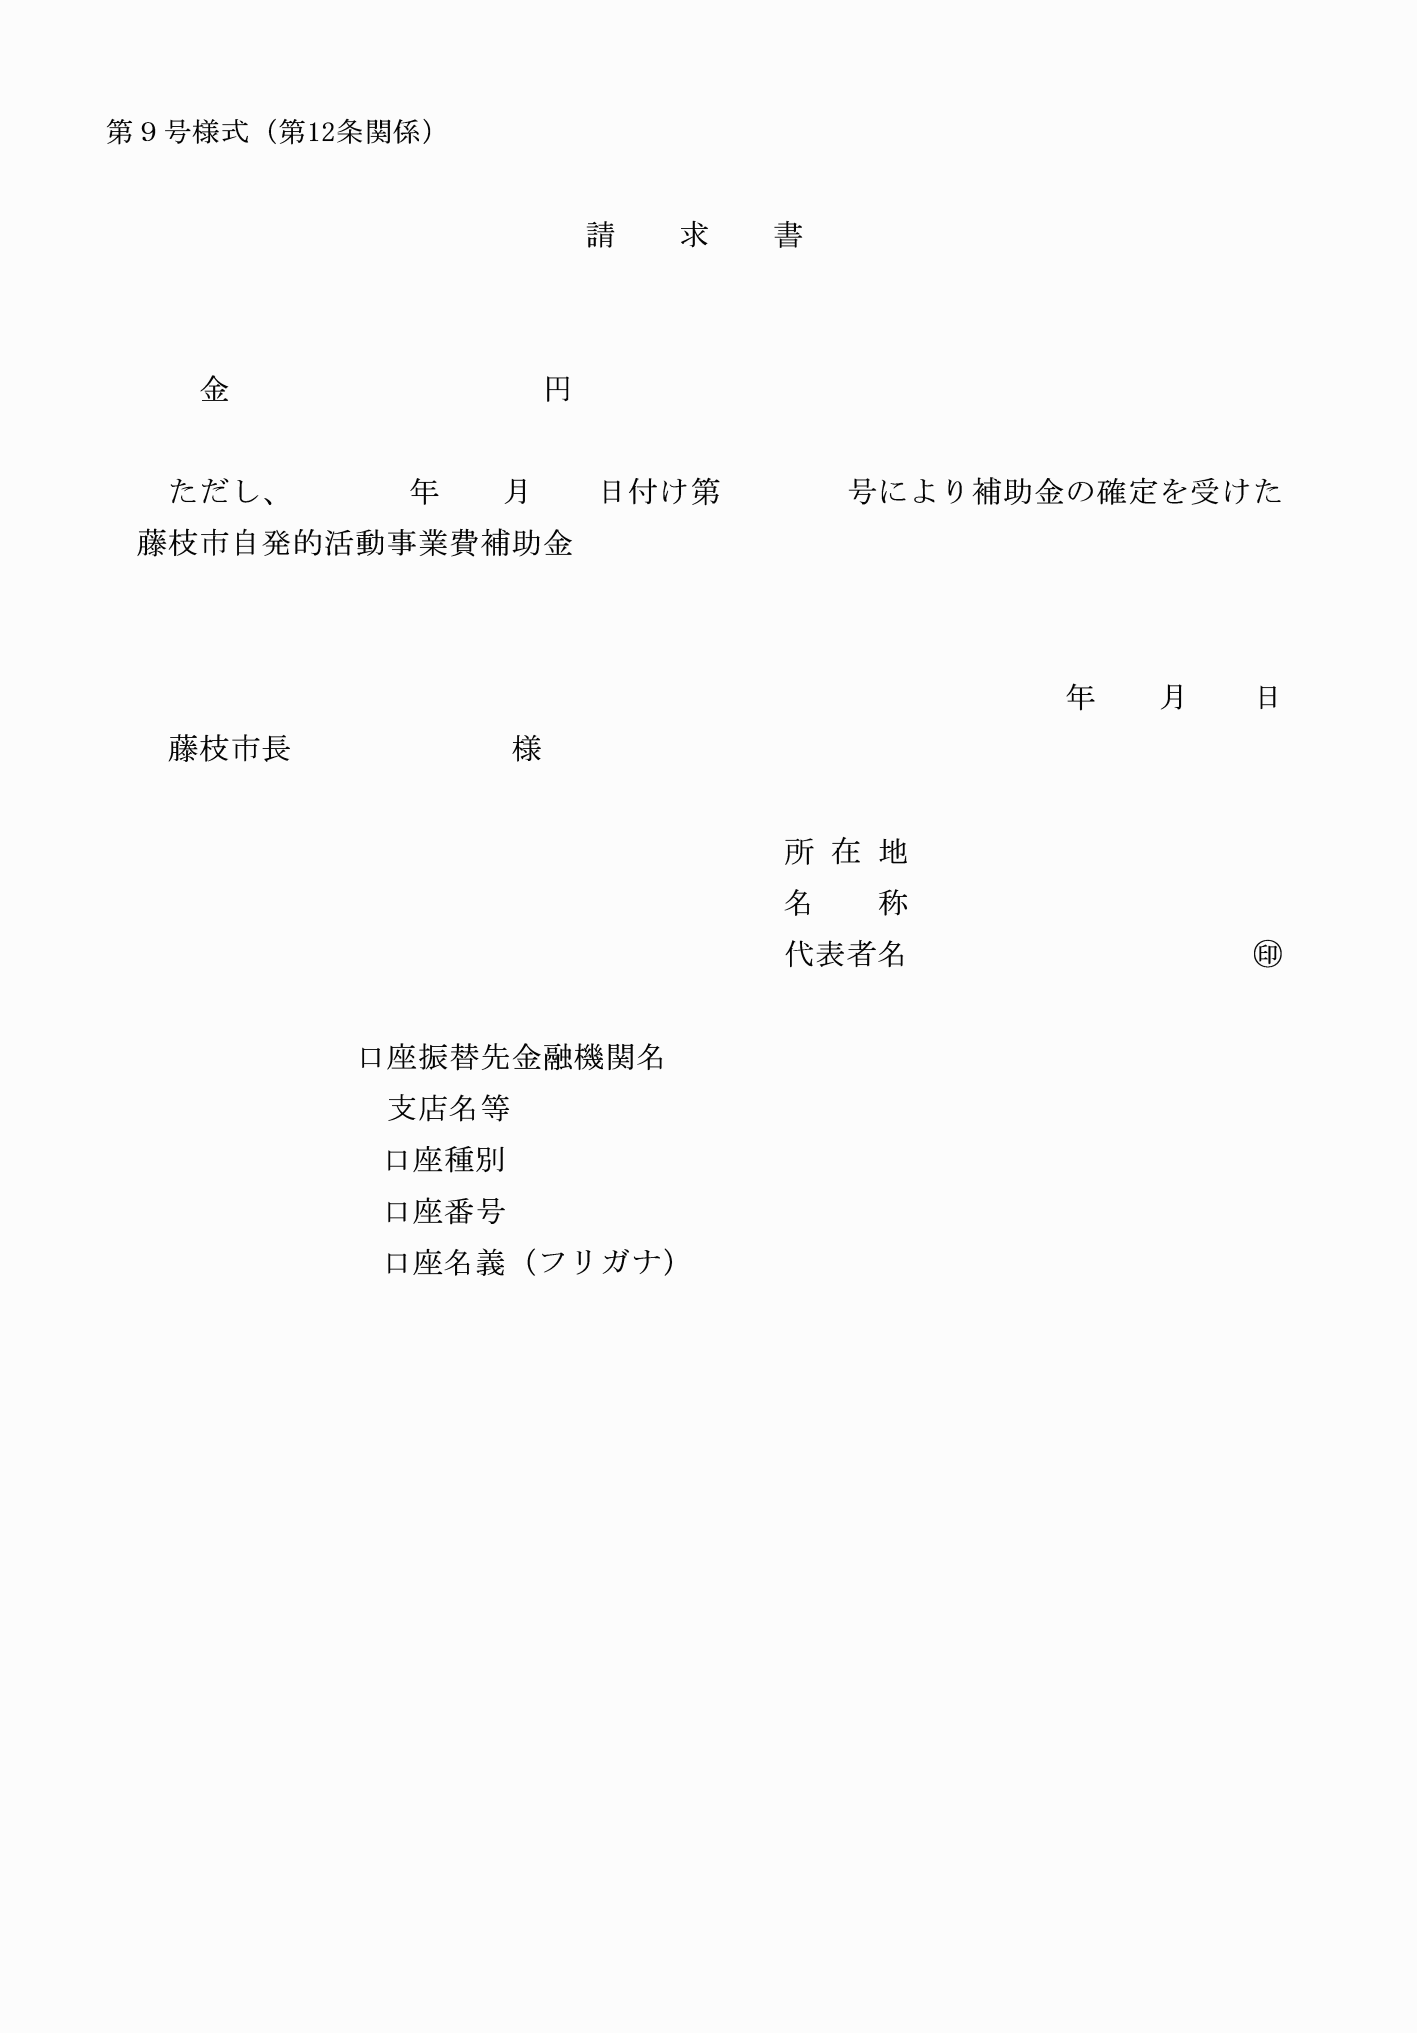 第９号様式（第12条関係）
請　　求　　書
金　　　　　　　　　　円
ただし、　　　　年　　月　　日付け第　　　　号により補助金の確定を受けた
藤枝市自発的活動事業費補助金
年　　月　　日
藤枝市長　　　　　　　様
所 在 地
名　　称
代表者名　　　　　　　　　　　㊞
口座振替先金融機関名
支店名等
口座種別
口座番号
口座名義（フリガナ）